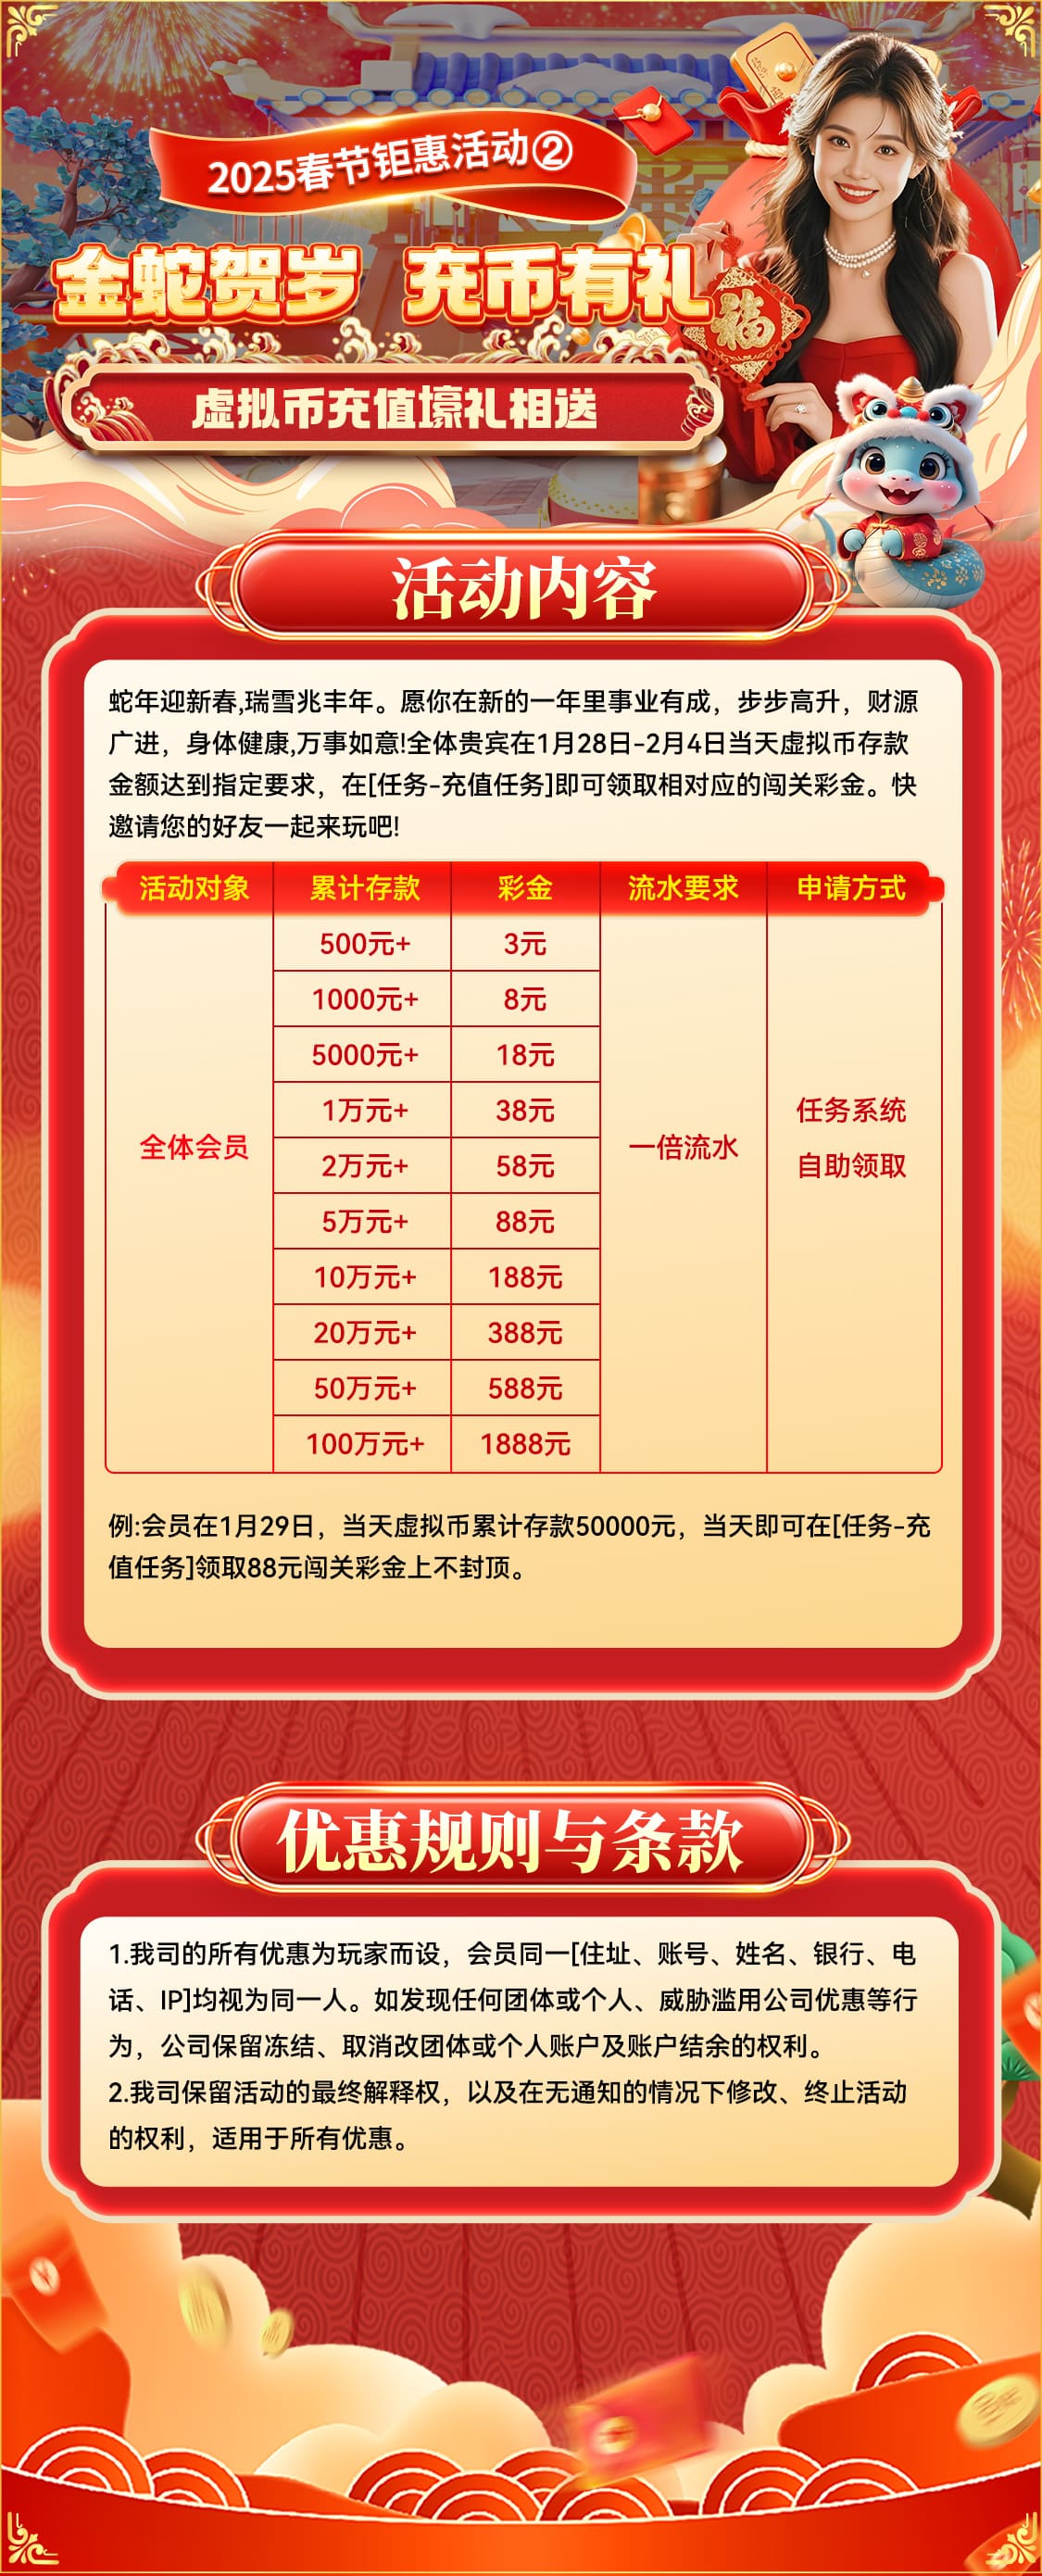 2025春节钜惠活动②
金蛇贺岁 充币有礼
福
虚拟币充值壕礼相送
活动内容
蛇年迎新春,瑞雪兆丰年。愿你在新的一年里事业有成，步步高升，财源
广进，身体健康,万事如意!全体贵宾在1月28日-2月4日当天虚拟币存款
金额达到指定要求，在[任务-充值任务]即可领取相对应的闯关彩金。快
邀请您的好友一起来玩吧!
活动对象 累计存款 彩金 流水要求 申请方式
500元+ 3元
1000元+ 8元
5000元+ 18元
1万元+ 38元
全体会员 一倍流水 任务系统
自助领取
2万元+ 58元
5万元+ 88元
10万元+ 188元
20万元+ 388元
50万元+ 588元
100万元+ 1888元
例:会员在1月29日，当天虚拟币累计存款50000元，当天即可在[任务-充
值任务]领取88元闯关彩金上不封顶。
优惠规则与条款
1.我司的所有优惠为玩家而设，会员同一[住址、账号、姓名、银行、电
话、IP]均视为同一人。如发现任何团体或个人、威胁滥用公司优惠等行
为，公司保留冻结、取消改团体或个人账户及账户结余的权利。
2.我司保留活动的最终解释权，以及在无通知的情况下修改、终止活动
的权利，适用于所有优惠。